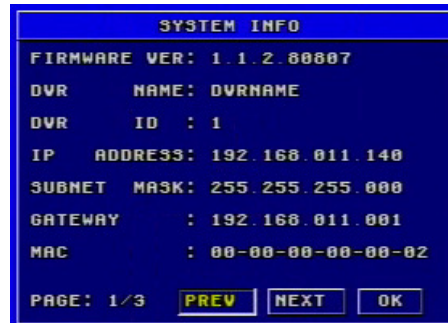 SYSTEM INFO
FIRMWARE VER: 1.1.2.80807
DVR NAME: DVRNAME
DVR ID : 1
IP ADDRESS: 192.168.011.140
SUBNET MASK: 255.255.255.000
GATEWAY : 192.168.011.001
MAC : 00-00-00-00-00-02
PAGE: 1/3 PREV NEXT OK